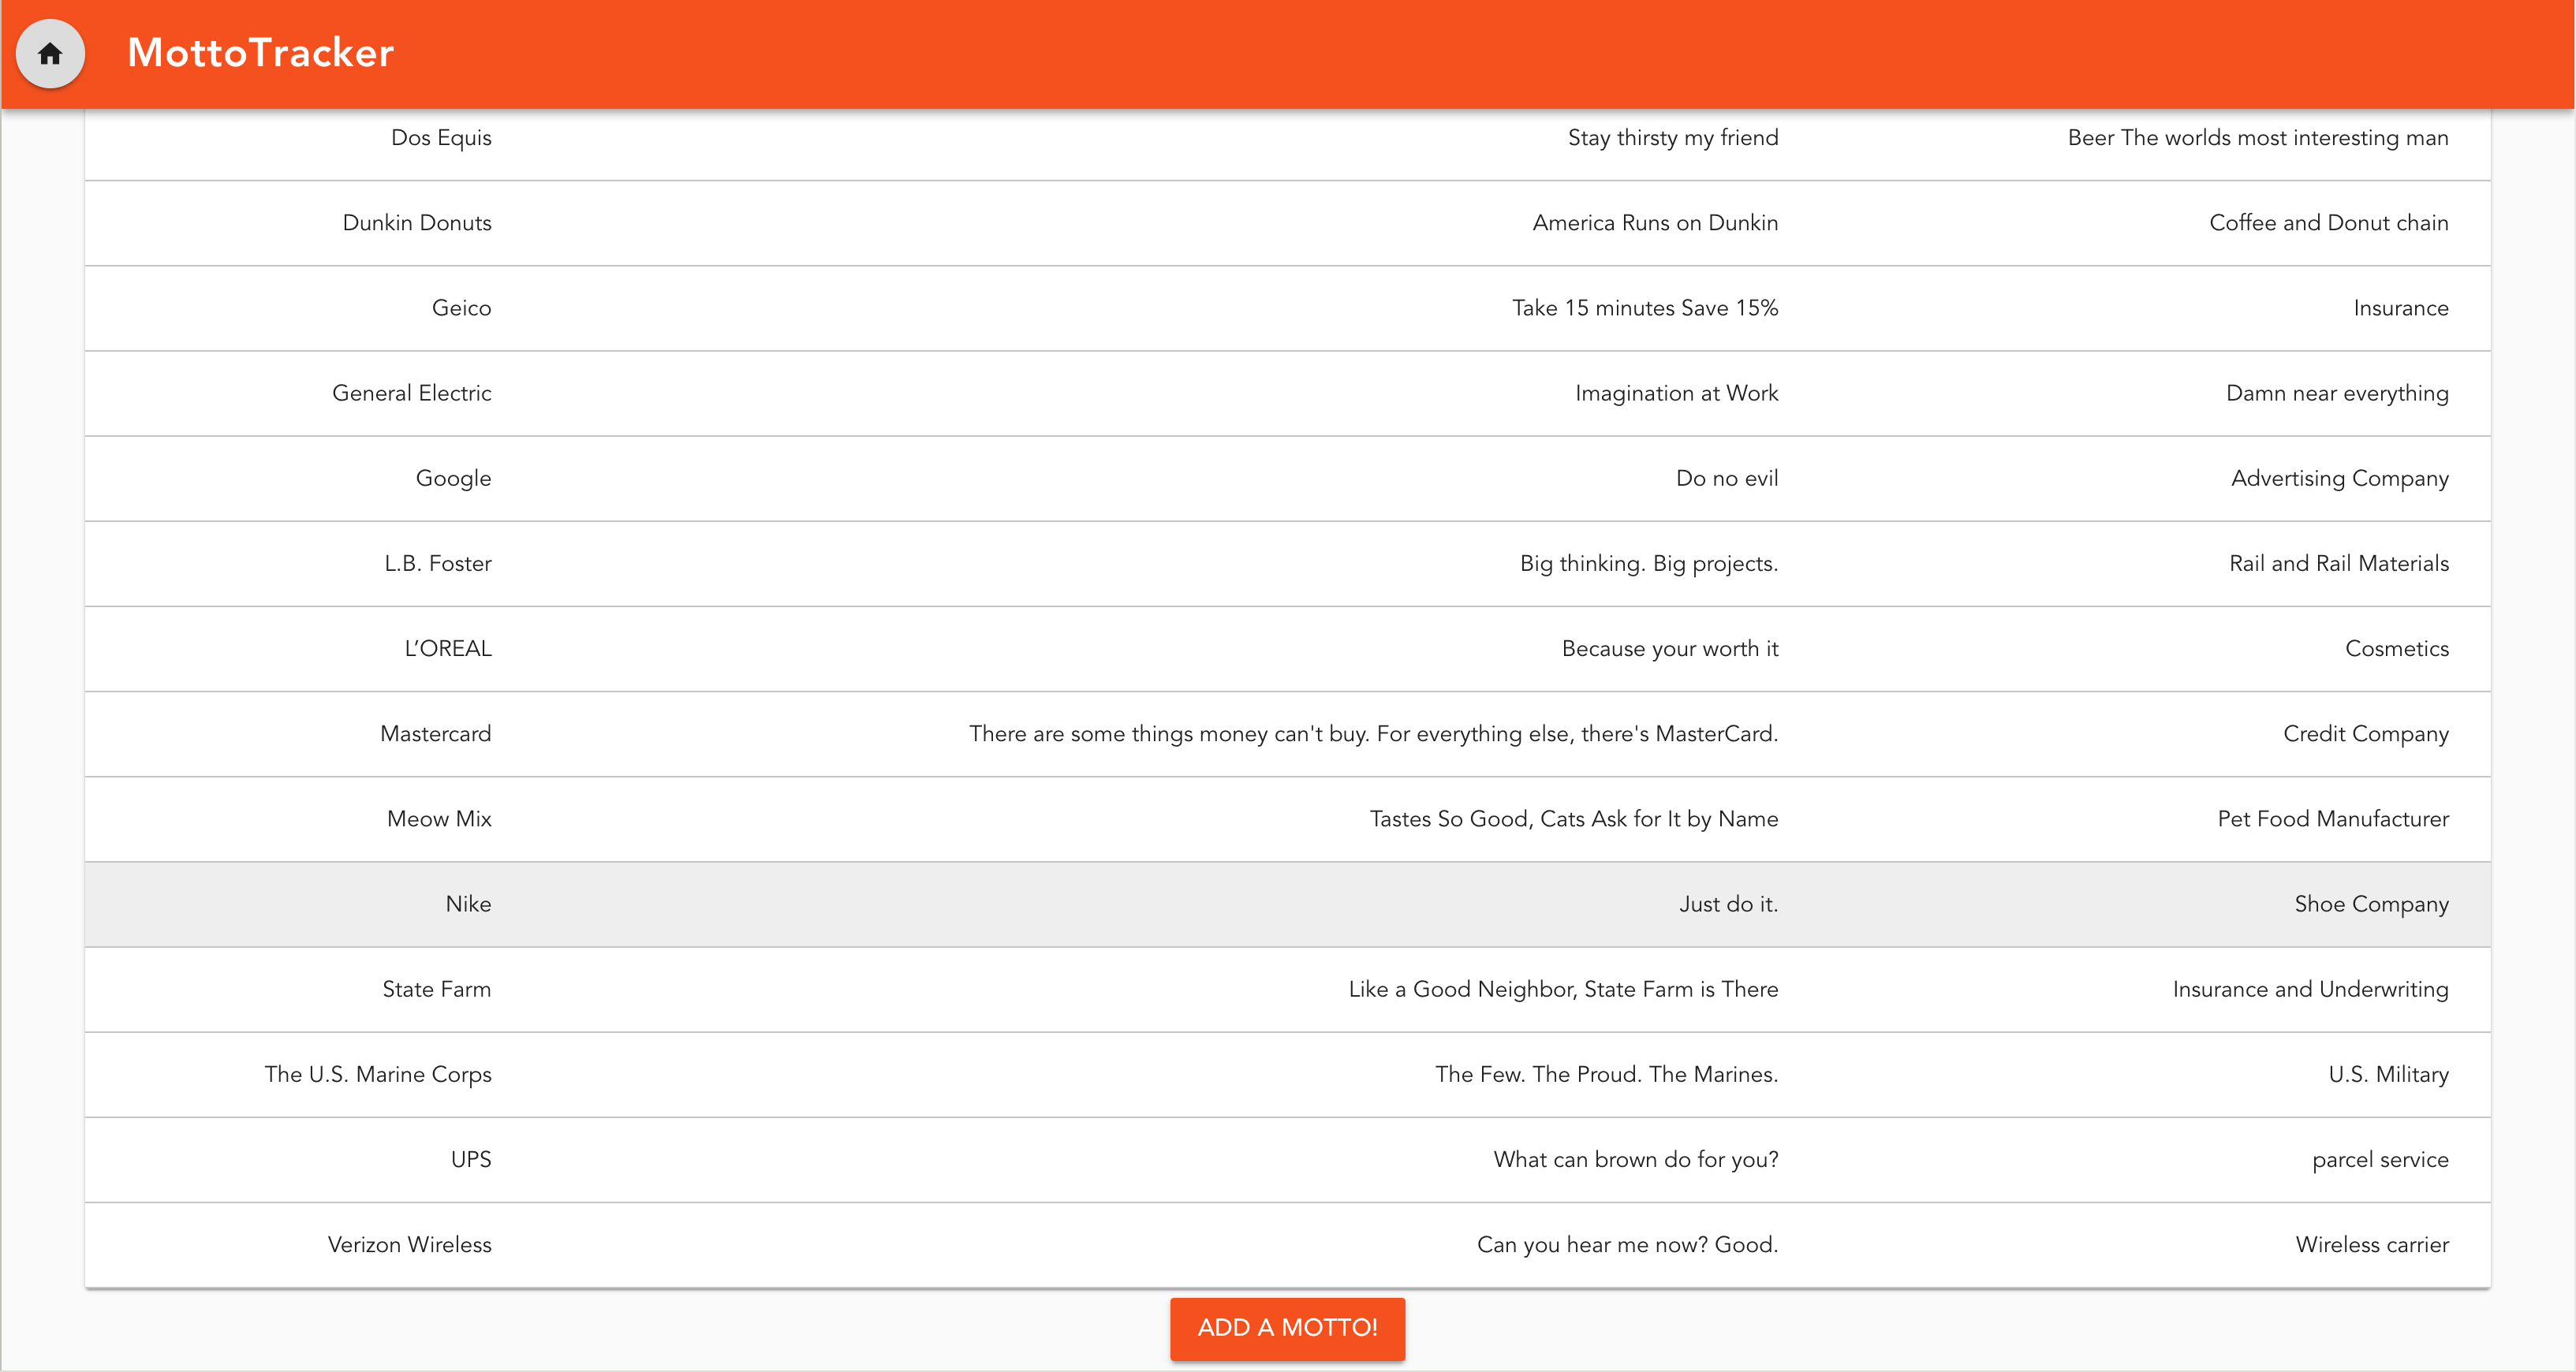 MottoTracker
Dos Equis Stay thirsty my friend Beer The worlds most interesting man
Dunkin Donuts America Runs on Dunkin Coffee and Donut chain
Geico Take 15 minutes Save 15% Insurance
General Electric Imagination at Work Damn near everything
Google Do no evil Advertising Company
L.B. Foster Big thinking. Big projects. Rail and Rail Materials
L’OREAL Because your worth it Cosmetics
Mastercard There are some things money can't buy. For everything else, there's MasterCard. Credit Company
Meow Mix Tastes So Good, Cats Ask for It by Name Pet Food Manufacturer
Nike Just do it. Shoe Company
State Farm Like a Good Neighbor, State Farm is There Insurance and Underwriting
The U.S. Marine Corps The Few. The Proud. The Marines. U.S. Military
UPS What can brown do for you? parcel service
Verizon Wireless Can you hear me now? Good. Wireless carrier
ADD A MOTTO!